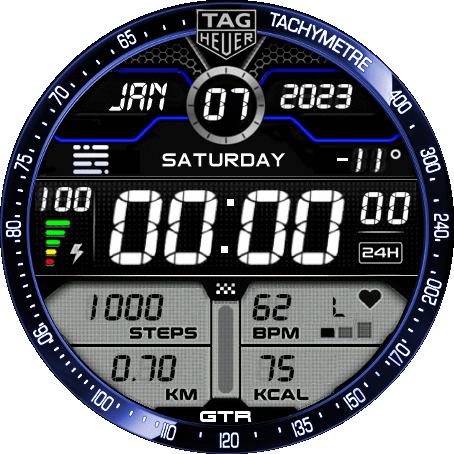 TAG
HEUER
TACHYMETRE
400
300
240
200
170
150
135
120
110
100
90
80
75
70
65
JAN 07 2023
SATURDAY -11°
100 00:00 00
24H
1000 STEPS
62 BPM L
0.70 KM
75 KCAL
GTR